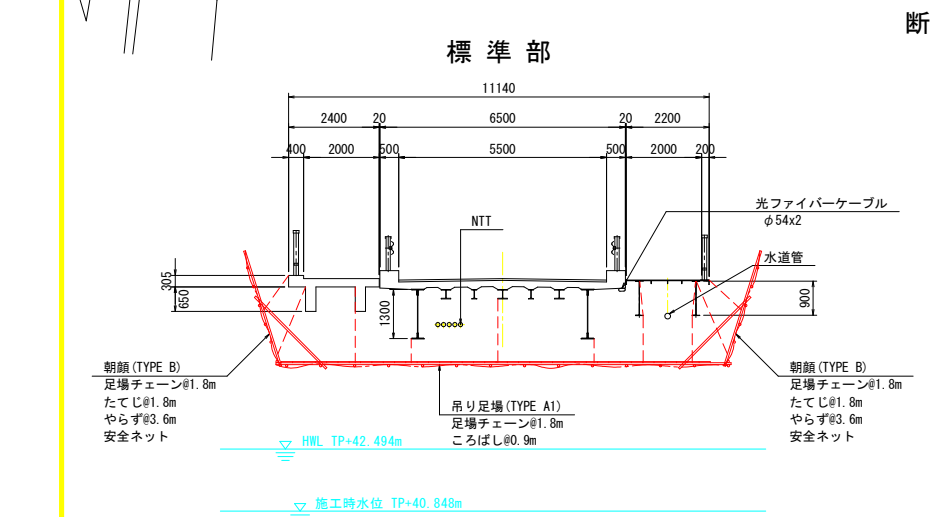 断
標 準 部
11140
2400 20 6500 20 2200
400 2000 500 5500 500 2000 200
光ファイバーケーブル
φ54x2
NTT
水道管
305
650
1300
900
朝顔(TYPE B)
足場チェーン@1.8m
たてじ@1.8m
やらず@3.6m
安全ネット
吊り足場(TYPE A1)
足場チェーン@1.8m
ころばし@0.9m
朝顔(TYPE B)
足場チェーン@1.8m
たてじ@1.8m
やらず@3.6m
安全ネット
HWL TP+42.494m
施工時水位 TP+40.848m